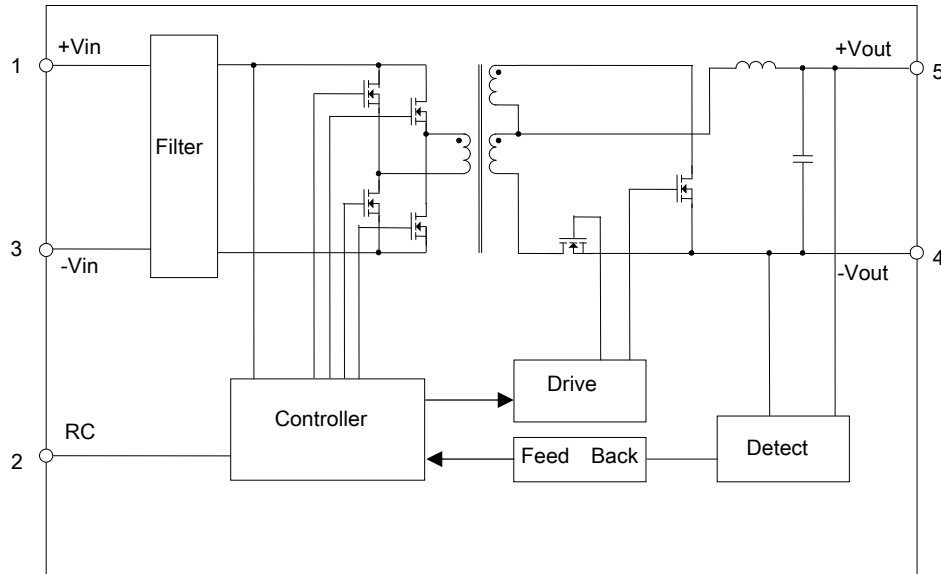 +Vin
+Vout
1
5
Filter
3
4
-Vin
-Vout
Drive
Controller
RC
2
Feed Back
Detect